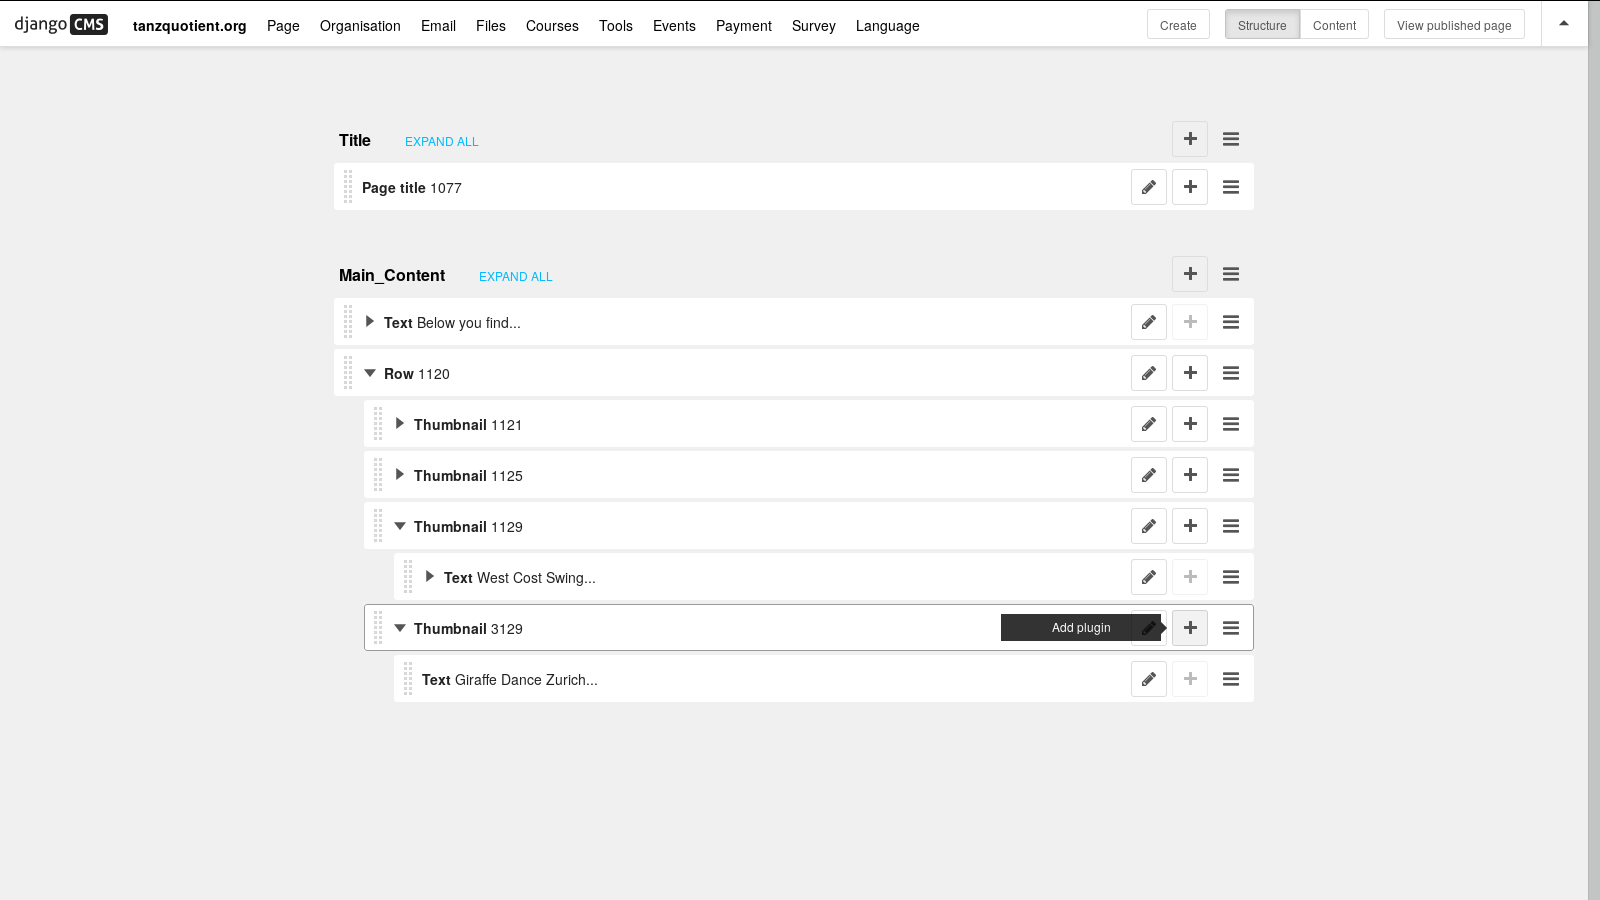 django CMS tanzquotient.org Page Organisation Email Files Courses Tools Events Payment Survey Language Create Structure Content View published page
Title EXPAND ALL
Page title 1077
Main_Content EXPAND ALL
Text Below you find...
Row 1120
Thumbnail 1121
Thumbnail 1125
Thumbnail 1129
Text West Cost Swing...
Thumbnail 3129 Add plugin
Text Giraffe Dance Zurich...